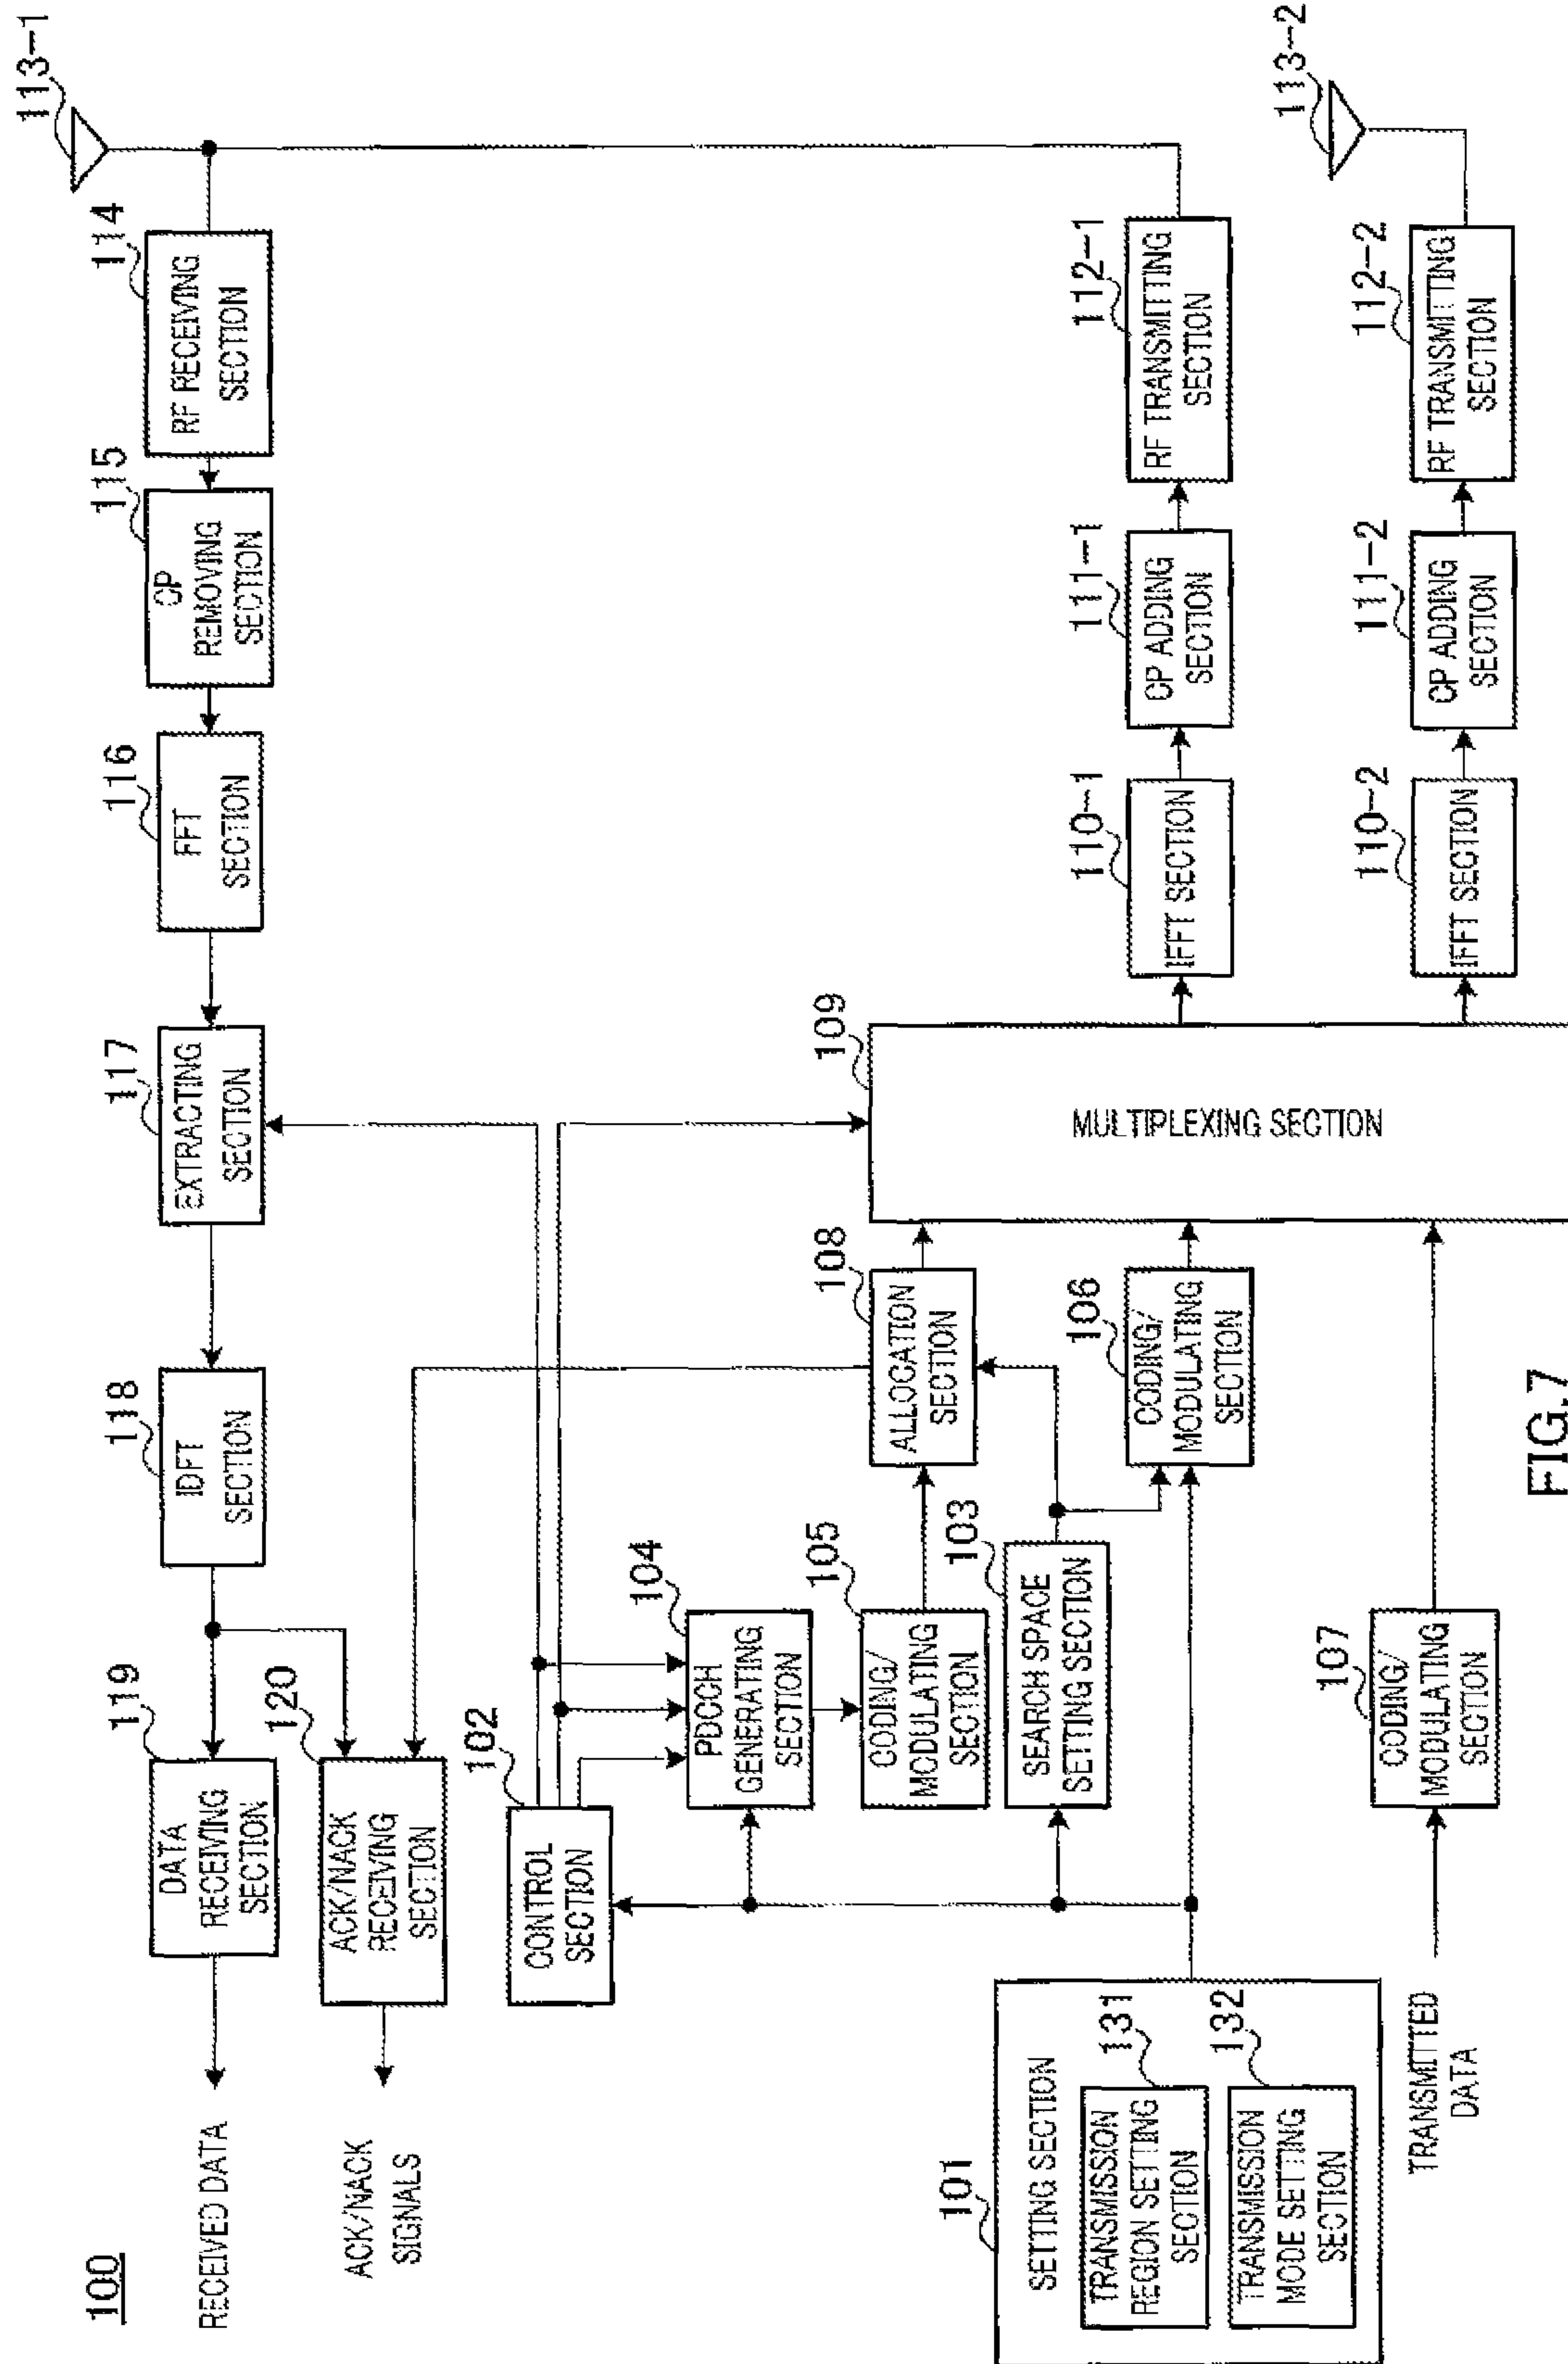 100
RECEIVED DATA
ACK/NACK
SIGNALS
119
DATA
RECEIVING
SECTION
120
ACK/NACK
RECEIVING
SECTION
118
IDFT
SECTION
117
EXTRACTING
SECTION
116
FFT
SECTION
115
CP
REMOVING
SECTION
114
RF RECEIVING
SECTION
113-1
102
CONTROL
SECTION
104
PDCCH
GENERATING
SECTION
105
CODING/
MODULATING
SECTION
103
SEARCH SPACE
SETTING SECTION
108
ALLOCATION
SECTION
106
CODING/
MODULATING
SECTION
109
MULTIPLEXING SECTION
110-1
IFFT SECTION
111-1
CP ADDING
SECTION
112-1
RF TRANSMITTING
SECTION
110-2
IFFT SECTION
111-2
CP ADDING
SECTION
112-2
RF TRANSMITTING
SECTION
113-2
101
SETTING SECTION
131
TRANSMISSION
REGION SETTING
SECTION
132
TRANSMISSION
MODE SETTING
SECTION
TRANSMITTED
DATA
107
CODING/
MODULATING
SECTION
FIG.7